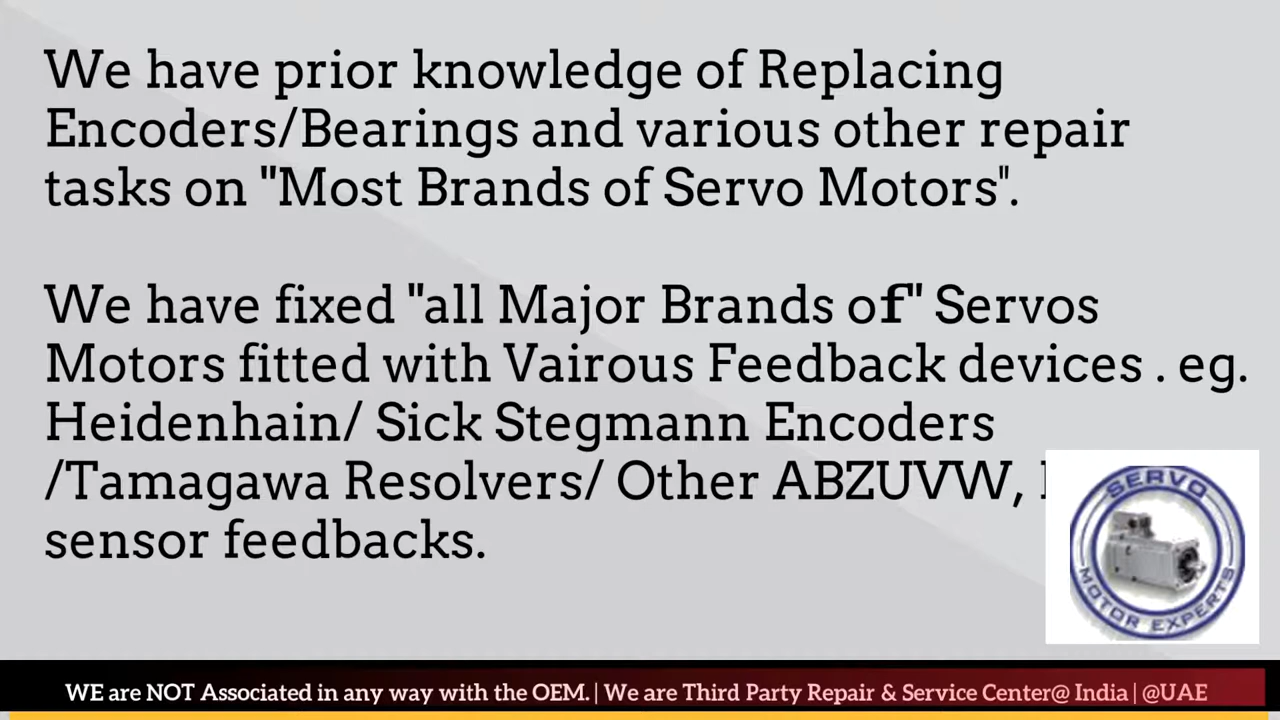 We have prior knowledge of Replacing
Encoders/Bearings and various other repair
tasks on "Most Brands of Servo Motors".
We have fixed "all Major Brands of" Servos
Motors fitted with Vairous Feedback devices . eg.
Heidenhain/ Sick Stegmann Encoders
/Tamagawa Resolvers/ Other ABZUVW,
sensor feedbacks.
SERVO
MOTOR EXPERTS
WE are NOT Associated in any way with the OEM. | We are Third Party Repair & Service Center@ India | @UAE